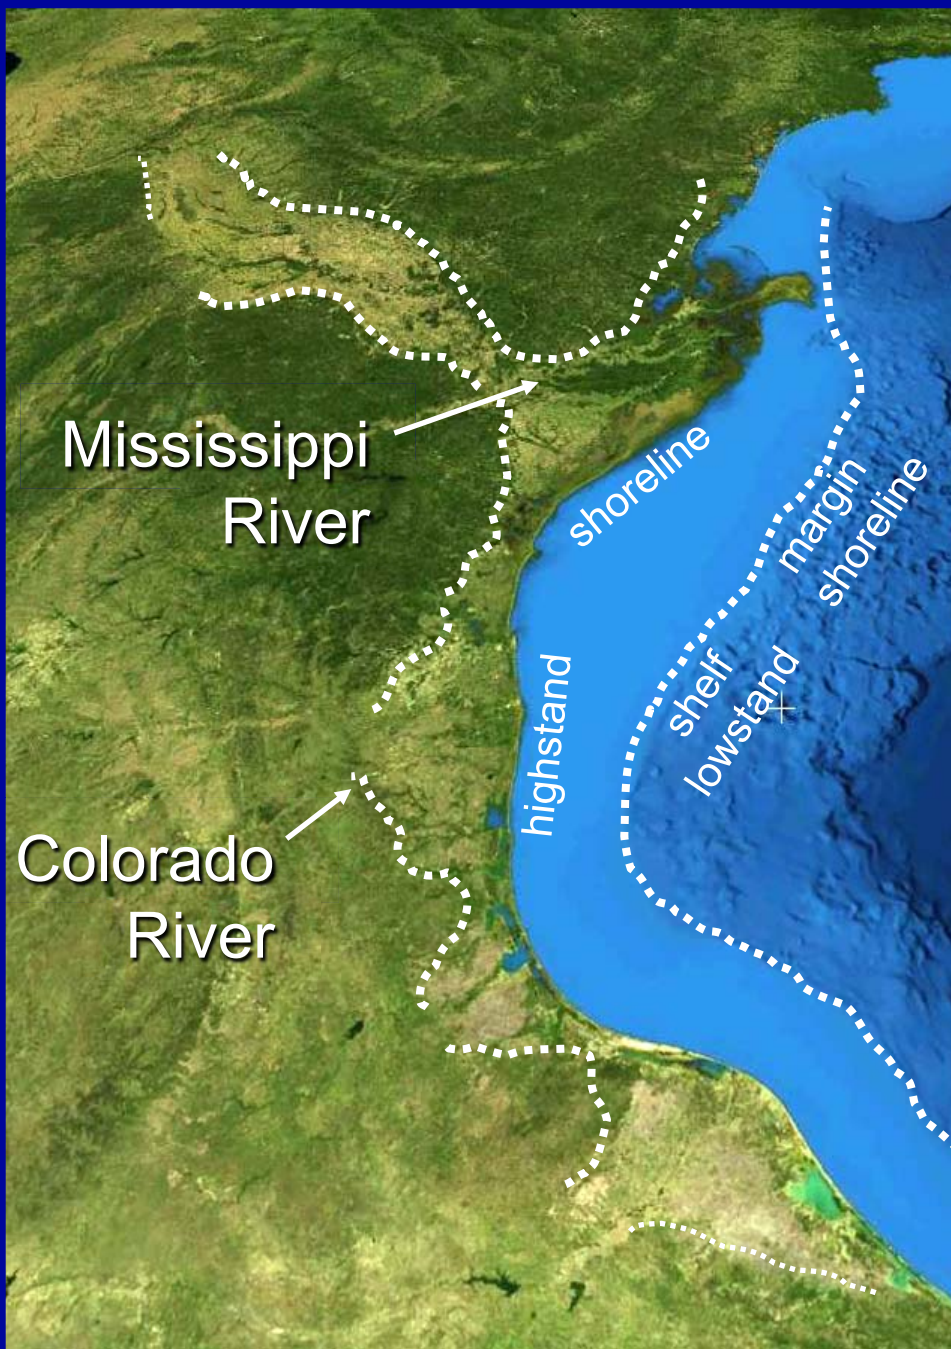 Mississippi
River
shoreline
margin
shoreline
shelf
lowstand
highstand
Colorado
River